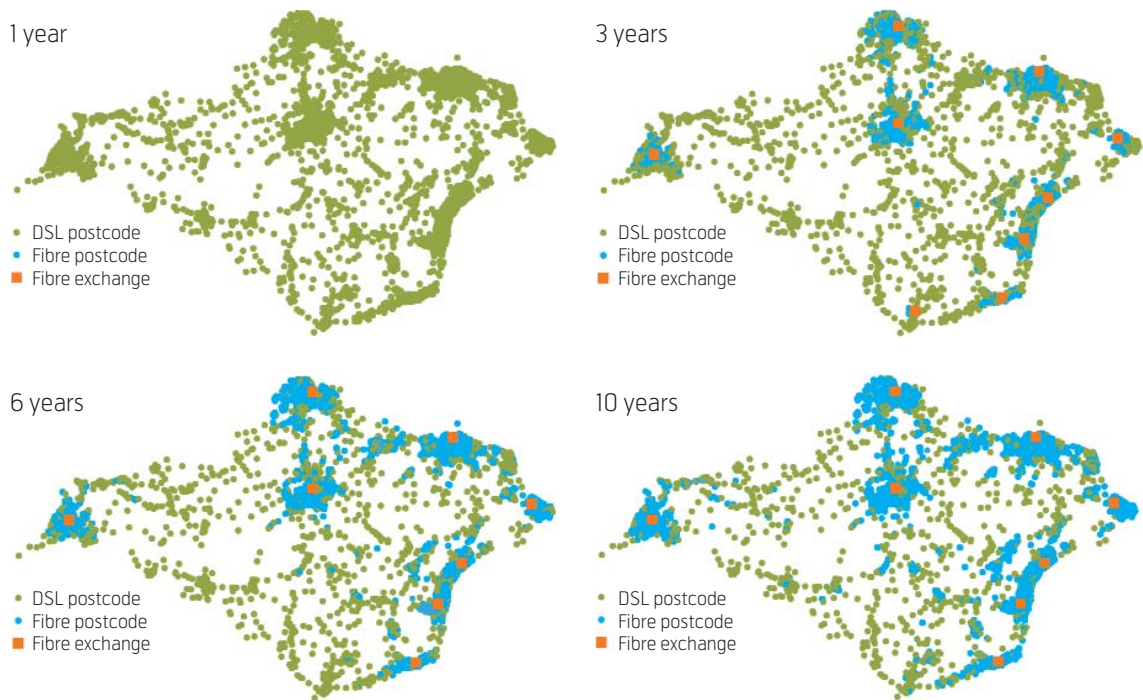 1 year
DSL postcode
Fibre postcode
Fibre exchange
3 years
DSL postcode
Fibre postcode
Fibre exchange
6 years
DSL postcode
Fibre postcode
Fibre exchange
10 years
DSL postcode
Fibre postcode
Fibre exchange